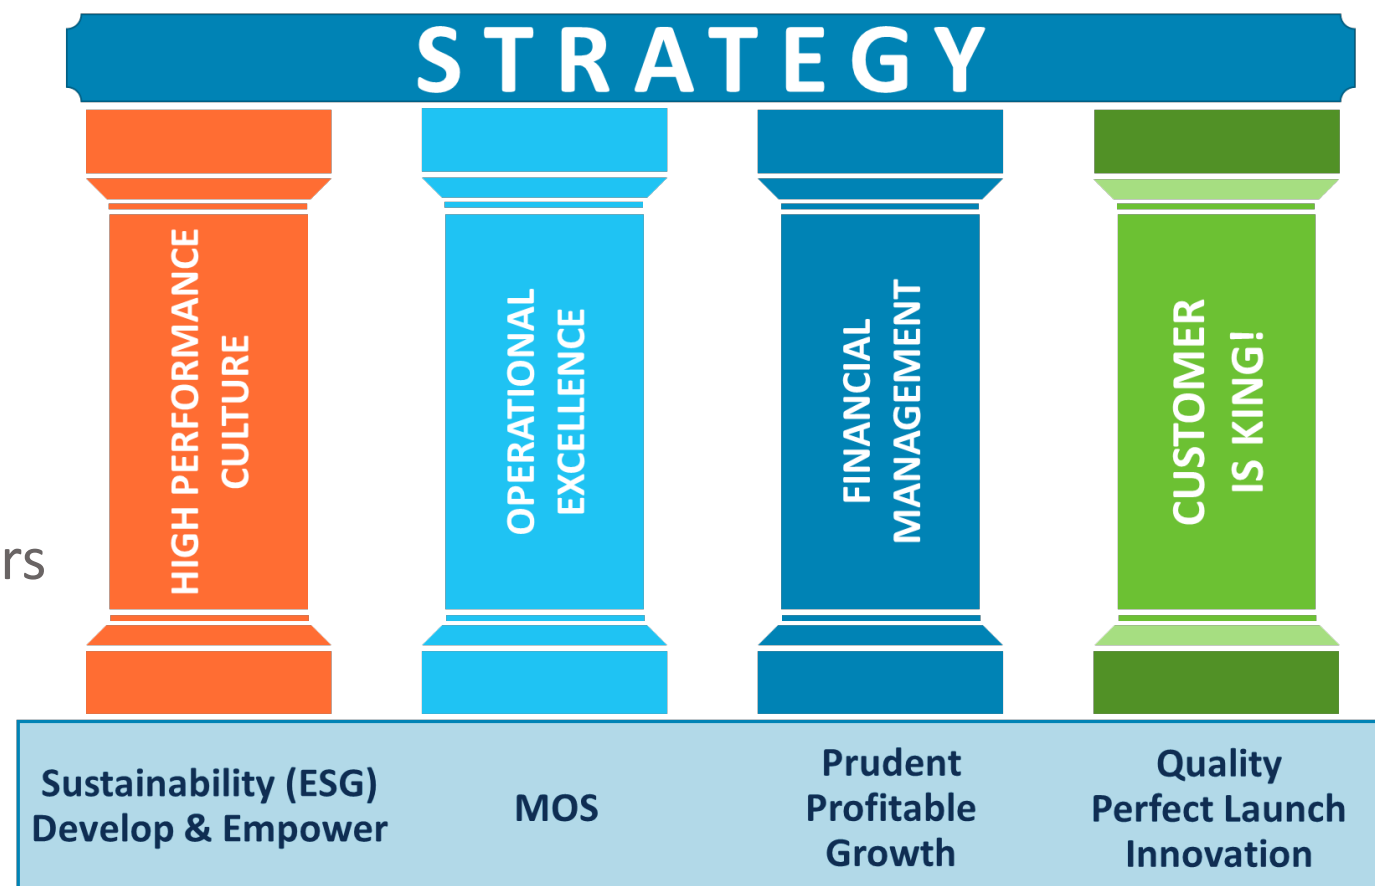 STRATEGY
HIGH PERFORMANCE
CULTURE
OPERATIONAL
EXCELLENCE
FINANCIAL
MANAGEMENT
CUSTOMER
IS KING!
rs
Sustainability (ESG)
Develop & Empower
MOS
Prudent
Profitable
Growth
Quality
Perfect Launch
Innovation